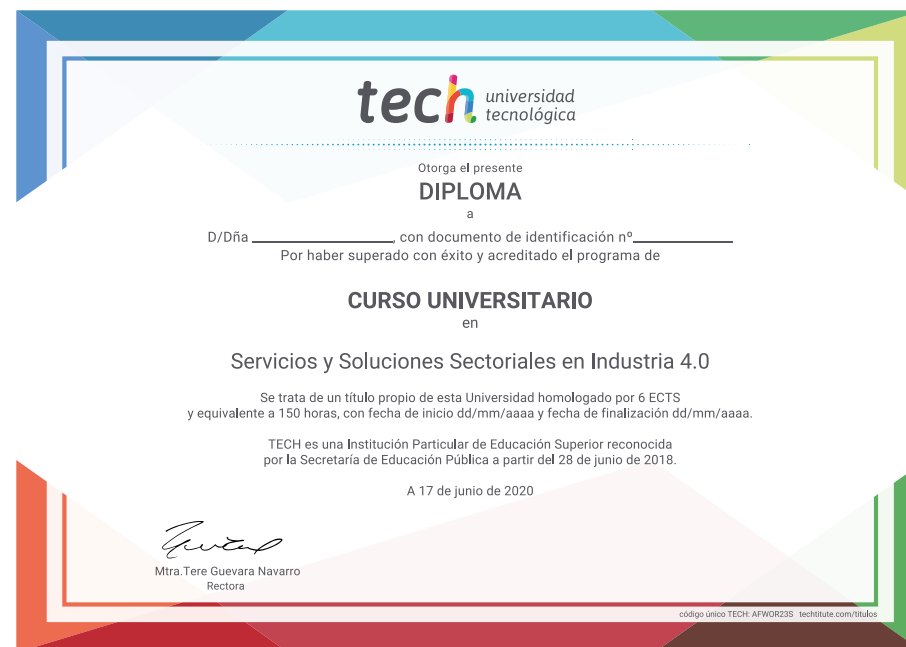 tech universidad
tecnológica
Otorga el presente
DIPLOMA
a
D/Dña ____________________, con documento de identificación nº______________
Por haber superado con éxito y acreditado el programa de
CURSO UNIVERSITARIO
en
Servicios y Soluciones Sectoriales en Industria 4.0
Se trata de un título propio de esta Universidad homologado por 6 ECTS
y equivalente a 150 horas, con fecha de inicio dd/mm/aaaa y fecha de finalización dd/mm/aaaa.
TECH es una Institución Particular de Educación Superior reconocida
por la Secretaría de Educación Pública a partir del 28 de junio de 2018.
A 17 de junio de 2020
Mtra.Tere Guevara Navarro
Rectora
código único TECH: AFWOR23S techtitute.com/titulos